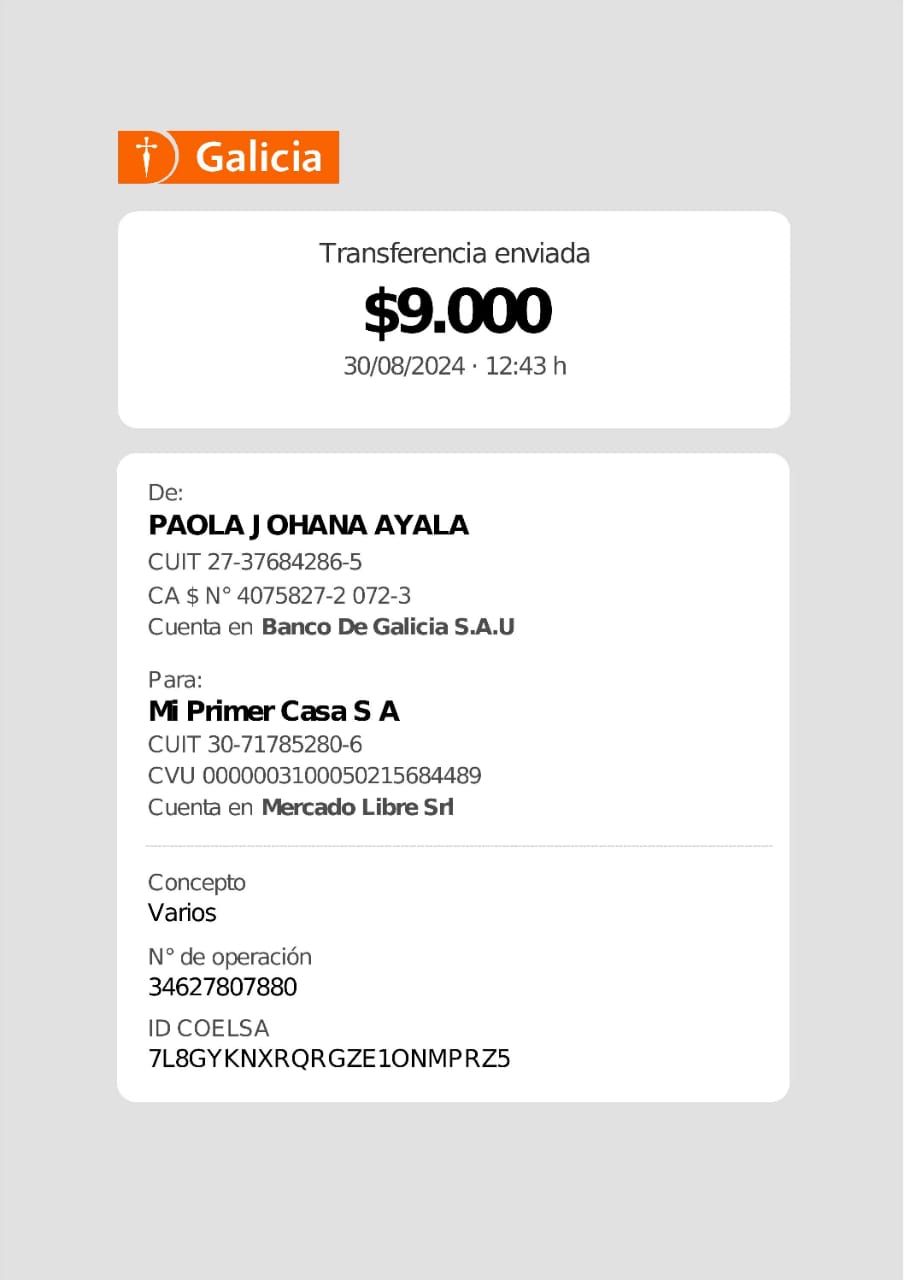 Galicia
Transferencia enviada
$9.000
30/08/2024 · 12:43 h
De:
PAOLA JOHANA AYALA
CUIT 27-37684286-5
CA $ N° 4075827-2 072-3
Cuenta en Banco De Galicia S.A.U
Para:
Mi Primer Casa S A
CUIT 30-71785280-6
CVU 0000003100050215684489
Cuenta en Mercado Libre Srl
Concepto
Varios
N° de operación
34627807880
ID COELSA
7L8GYKNXRQRGZE1ONMPRZ5